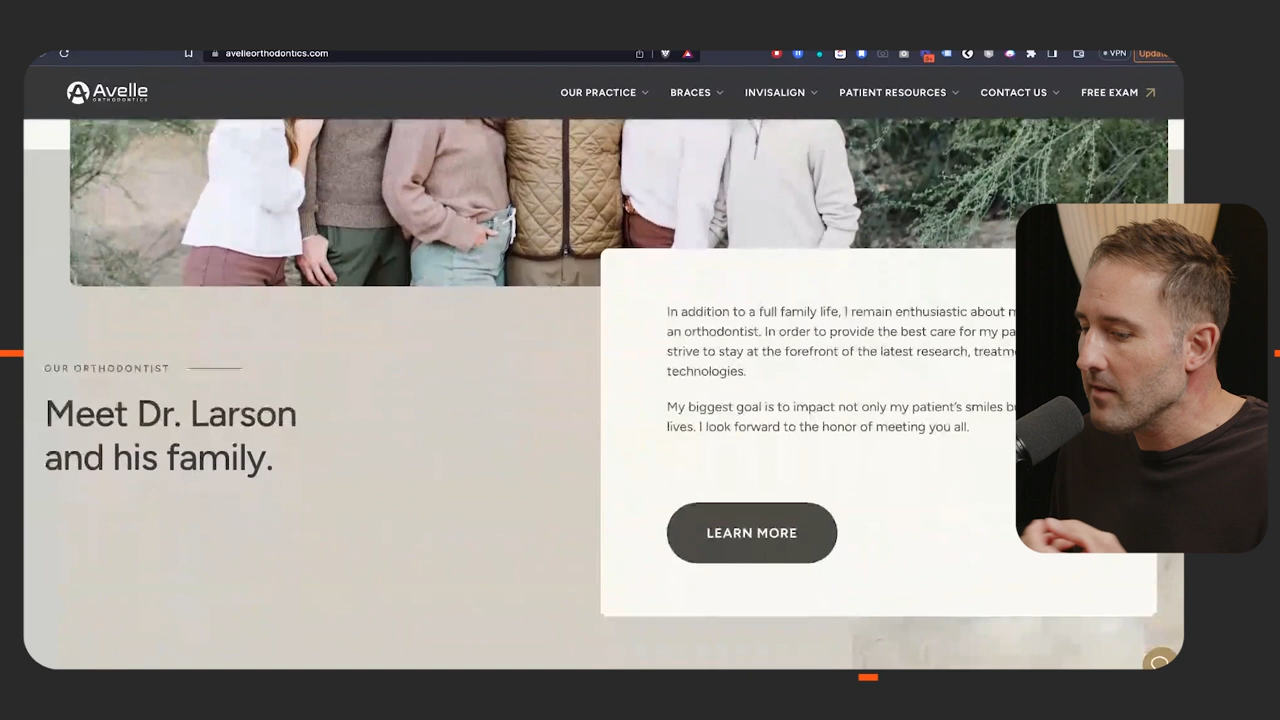 avelleorthodontics.com
VPN
Update
Avelle
ORTHODONTICS
OUR PRACTICE
BRACES
INVISALIGN
PATIENT RESOURCES
CONTACT US
FREE EXAM
OUR ORTHODONTIST
Meet Dr. Larson
and his family.
In addition to a full family life, I remain enthusiastic about
an orthodontist. In order to provide the best care for my
strive to stay at the forefront of the latest research,
technologies.
My biggest goal is to impact not only my patient's smiles
lives. I look forward to the honor of meeting you all.
LEARN MORE